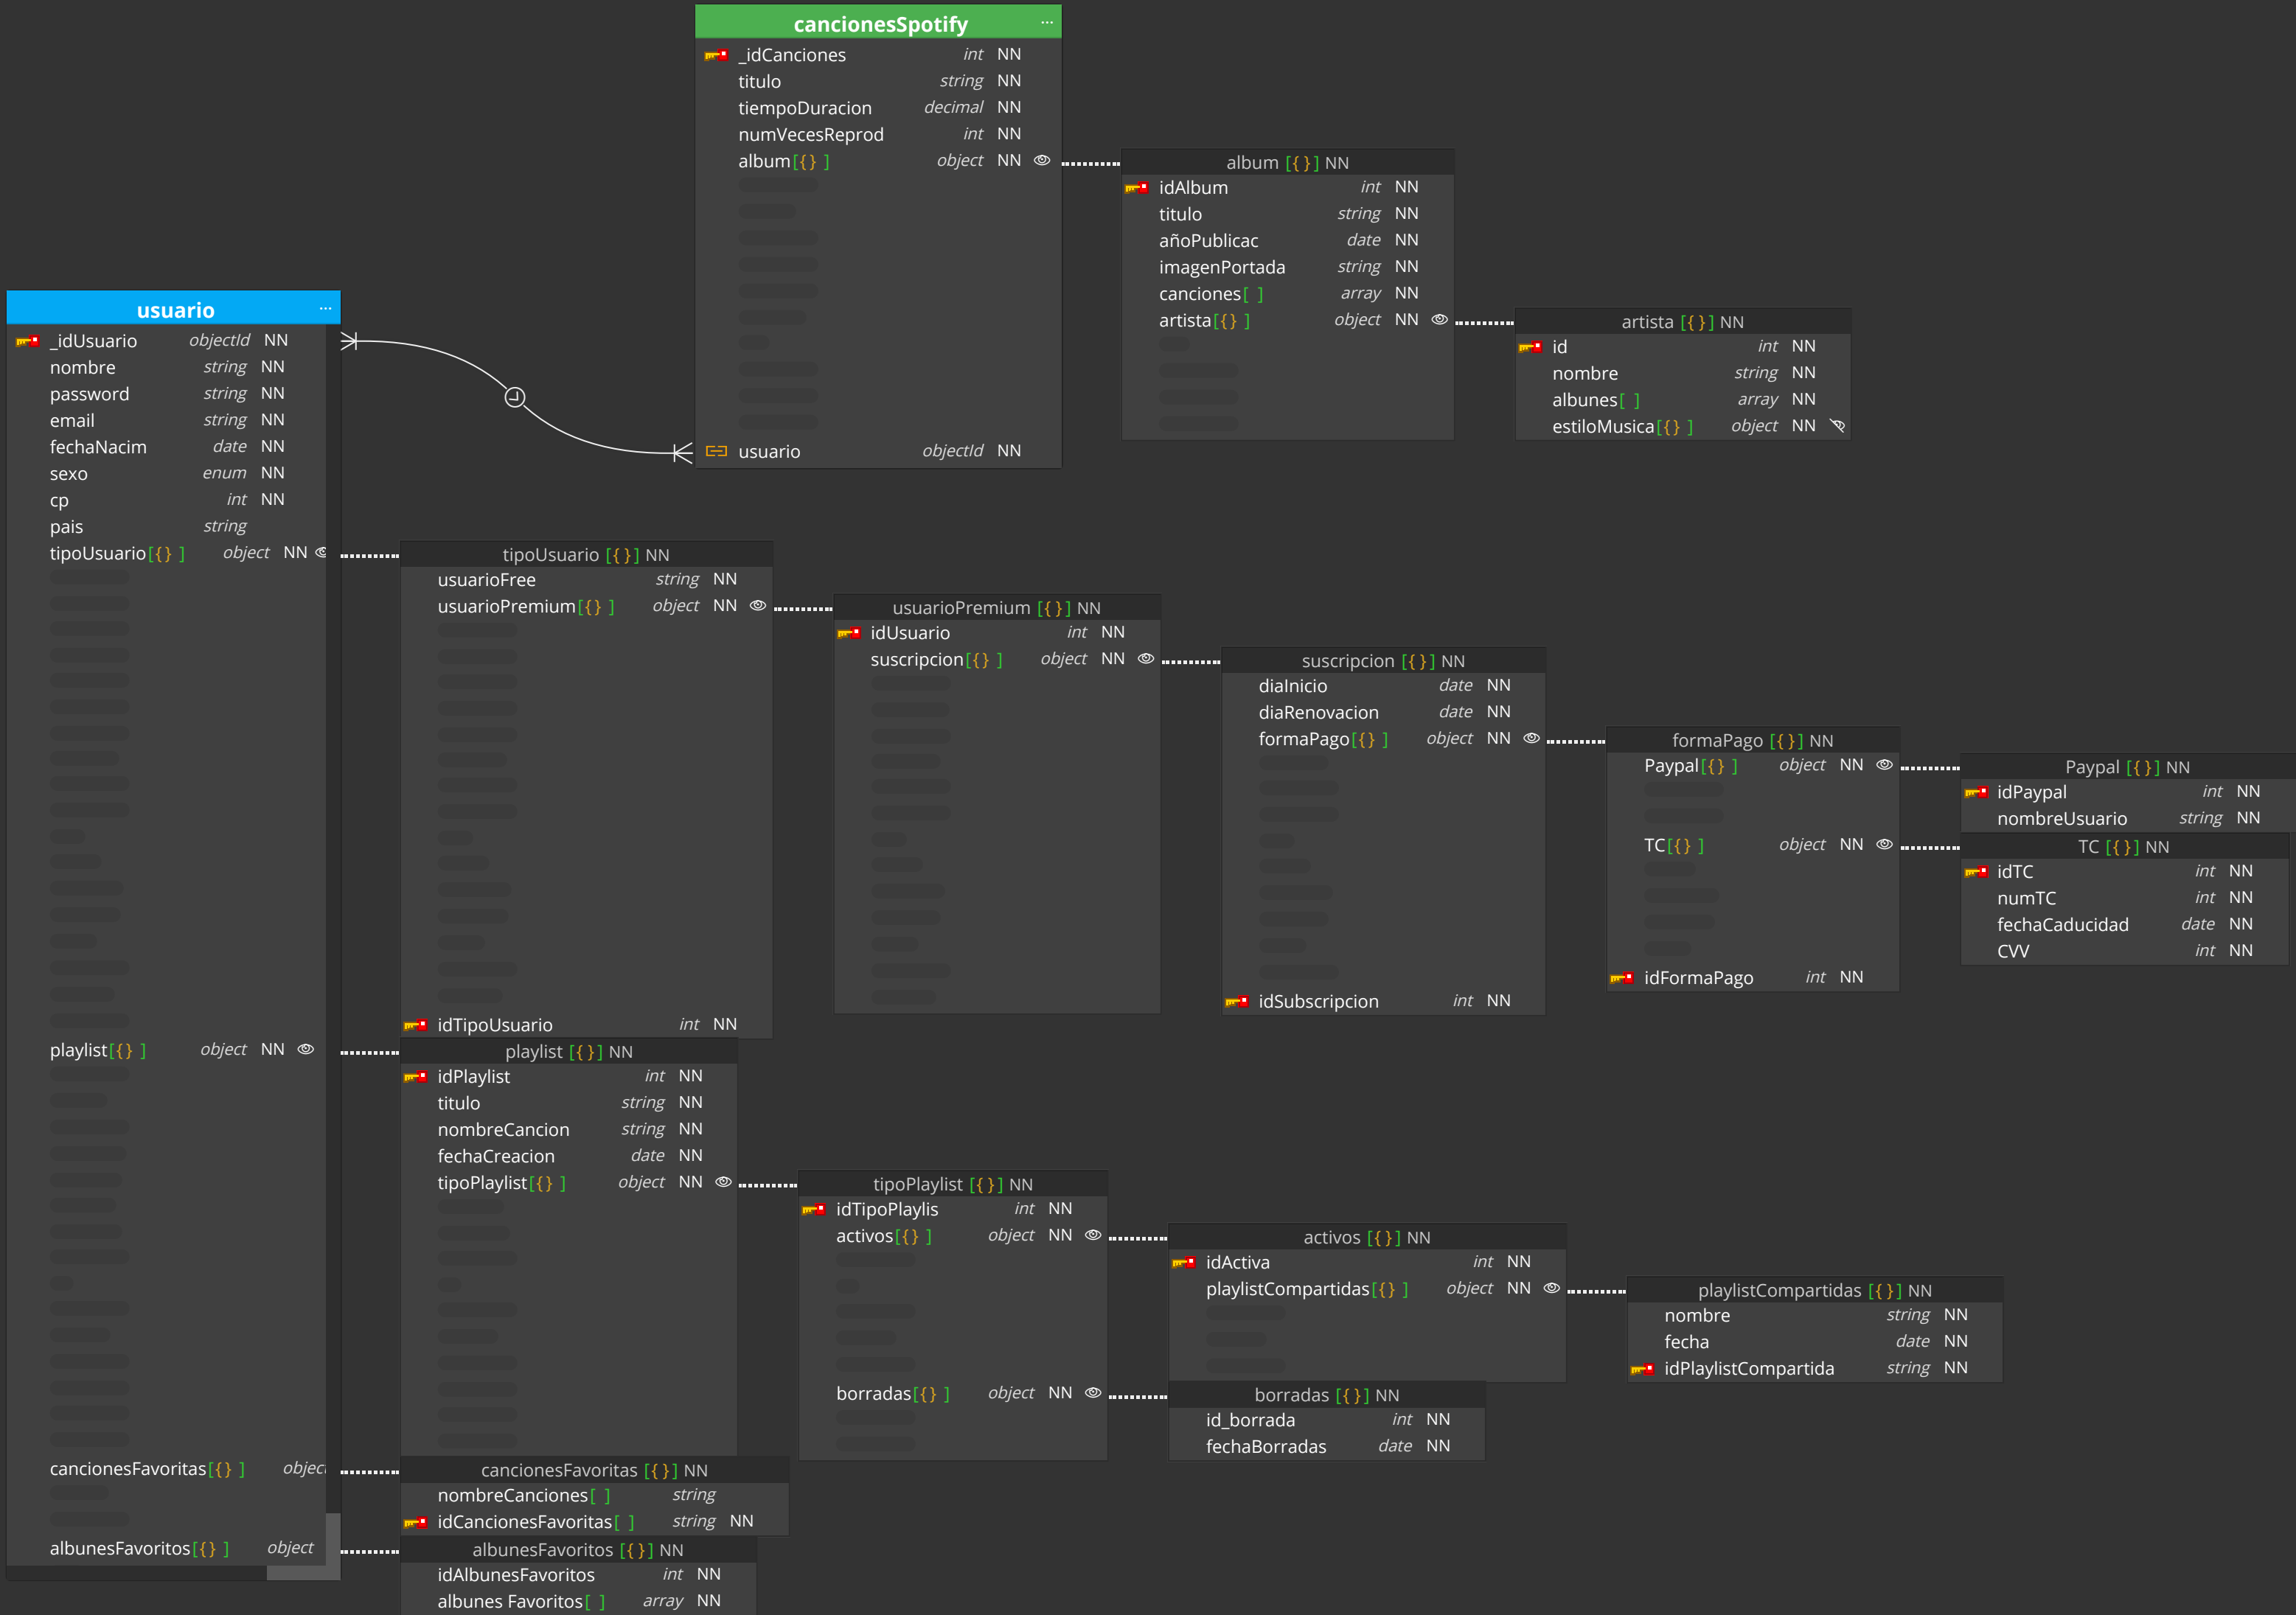 cancionesSpotify ...
_idCanciones int NN
titulo string NN
tiempoDuracion decimal NN
numVecesReprod int NN
album[{} ] object NN
usuario objectId NN
album [{}] NN
idAlbum int NN
titulo string NN
añoPublicac date NN
imagenPortada string NN
canciones[ ] array NN
artista[{} ] object NN
artista [{}] NN
id int NN
nombre string NN
albunes[ ] array NN
estiloMusica[{} ] object NN
usuario ...
_idUsuario objectId NN
nombre string NN
password string NN
email string NN
fechaNacim date NN
sexo enum NN
cp int NN
pais string
tipoUsuario[{} ] object NN
playlist[{} ] object NN
cancionesFavoritas[{} ] object
albunesFavoritos[{} ] object
tipoUsuario [{}] NN
usuarioFree string NN
usuarioPremium[{} ] object NN
idTipoUsuario int NN
usuarioPremium [{}] NN
idUsuario int NN
suscripcion[{} ] object NN
suscripcion [{}] NN
diaInicio date NN
diaRenovacion date NN
formaPago[{} ] object NN
idSubscripcion int NN
formaPago [{}] NN
Paypal[{} ] object NN
TC[{} ] object NN
idFormaPago int NN
Paypal [{}] NN
idPaypal int NN
nombreUsuario string NN
TC [{}] NN
idTC int NN
numTC int NN
fechaCaducidad date NN
CVV int NN
playlist [{}] NN
idPlaylist int NN
titulo string NN
nombreCancion string NN
fechaCreacion date NN
tipoPlaylist[{} ] object NN
tipoPlaylist [{}] NN
idTipoPlaylis int NN
activos[{} ] object NN
borradas[{} ] object NN
activos [{}] NN
idActiva int NN
playlistCompartidas[{} ] object NN
playlistCompartidas [{}] NN
nombre string NN
fecha date NN
idPlaylistCompartida string NN
borradas [{}] NN
id_borrada int NN
fechaBorradas date NN
cancionesFavoritas [{}] NN
nombreCanciones[ ] string
idCancionesFavoritas[ ] string NN
albunesFavoritos [{}] NN
idAlbunesFavoritos int NN
albunes Favoritos[ ] array NN